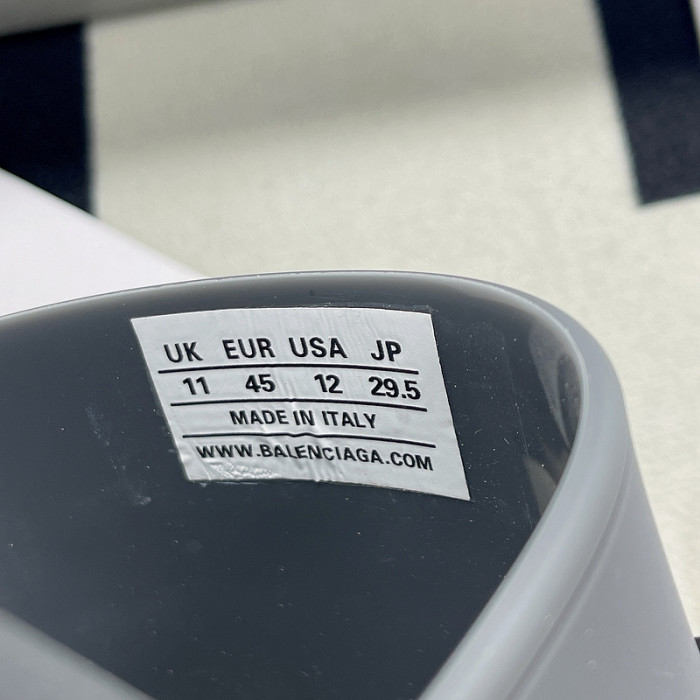 UK EUR USA JP
11 45 12 29.5
MADE IN ITALY
WWW.BALENCIAGA.COM